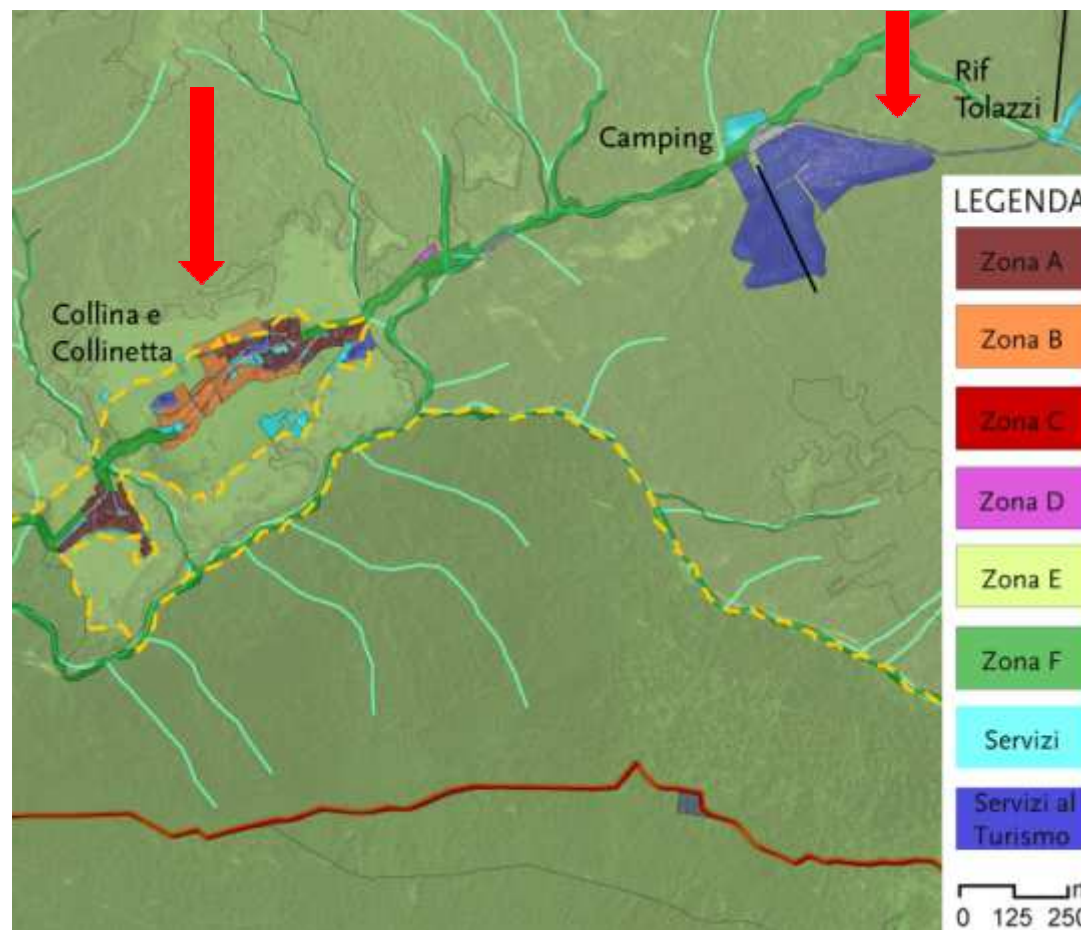 Rif
Tolazzi
Camping
Collina e
Collinetta
LEGENDA
Zona A
Zona B
Zona C
Zona D
Zona E
Zona F
Servizi
Servizi al
Turismo
m
0 125 250